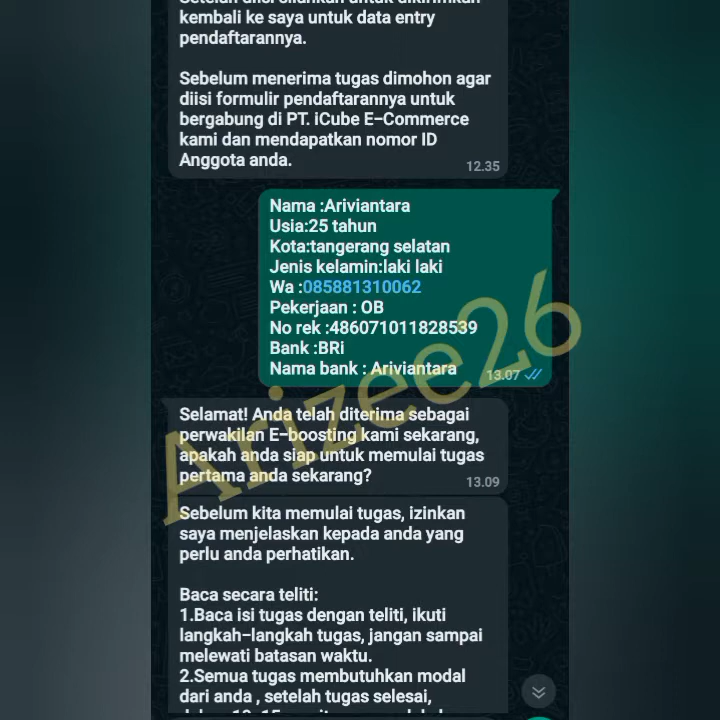 kembali ke saya untuk data entry
pendaftarannya.
Sebelum menerima tugas dimohon agar
diisi formulir pendaftarannya untuk
bergabung di PT. iCube E-Commerce
kami dan mendapatkan nomor ID
Anggota anda.
12.35
Nama :Ariviantara
Usia:25 tahun
Kota:tangerang selatan
Jenis kelamin:laki laki
Wa :085881310062
Pekerjaan : OB
No rek :486071011828539
Bank :BRi
Nama bank : Ariviantara
13.07
Arizee26
Selamat! Anda telah diterima sebagai
perwakilan E-boosting kami sekarang,
apakah anda siap untuk memulai tugas
pertama anda sekarang?
13.09
Sebelum kita memulai tugas, izinkan
saya menjelaskan kepada anda yang
perlu anda perhatikan.
Baca secara teliti:
1.Baca isi tugas dengan teliti, ikuti
langkah-langkah tugas, jangan sampai
melewati batasan waktu.
2.Semua tugas membutuhkan modal
dari anda , setelah tugas selesai,